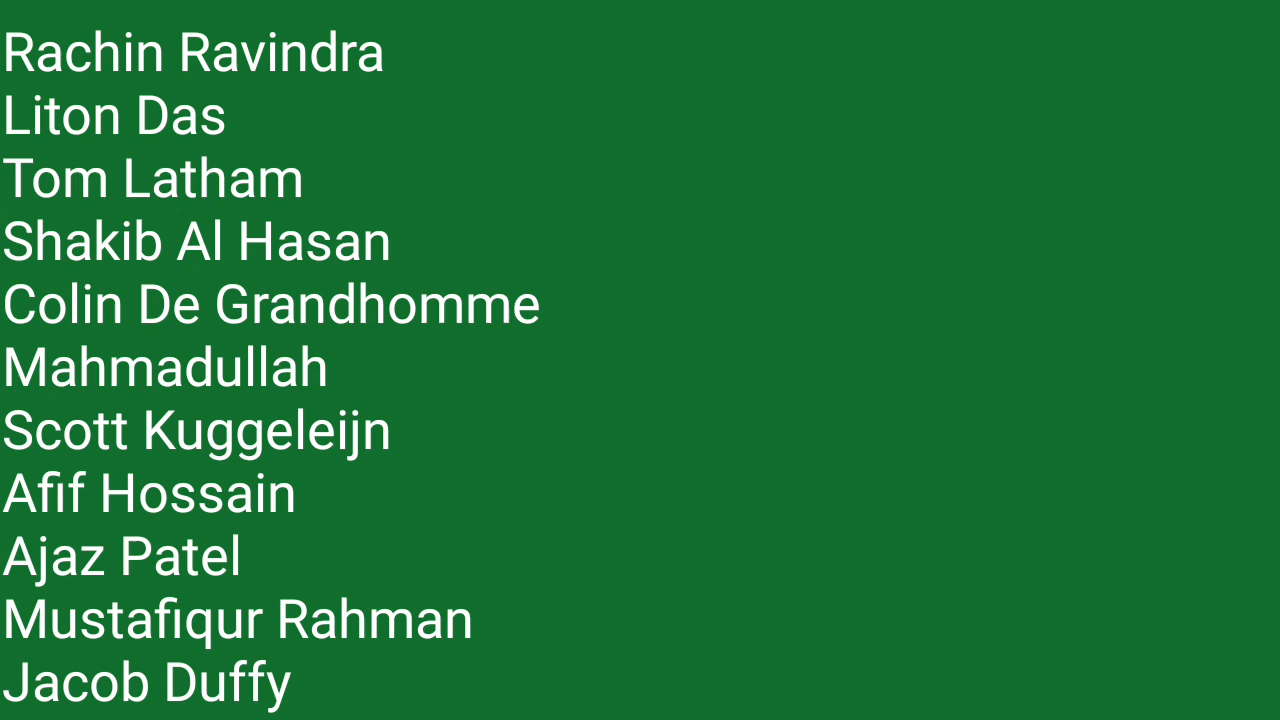 Rachin Ravindra
Liton Das
Tom Latham
Shakib Al Hasan
Colin De Grandhomme
Mahmadullah
Scott Kuggeleijn
Afif Hossain
Ajaz Patel
Mustafiqur Rahman
Jacob Duffy